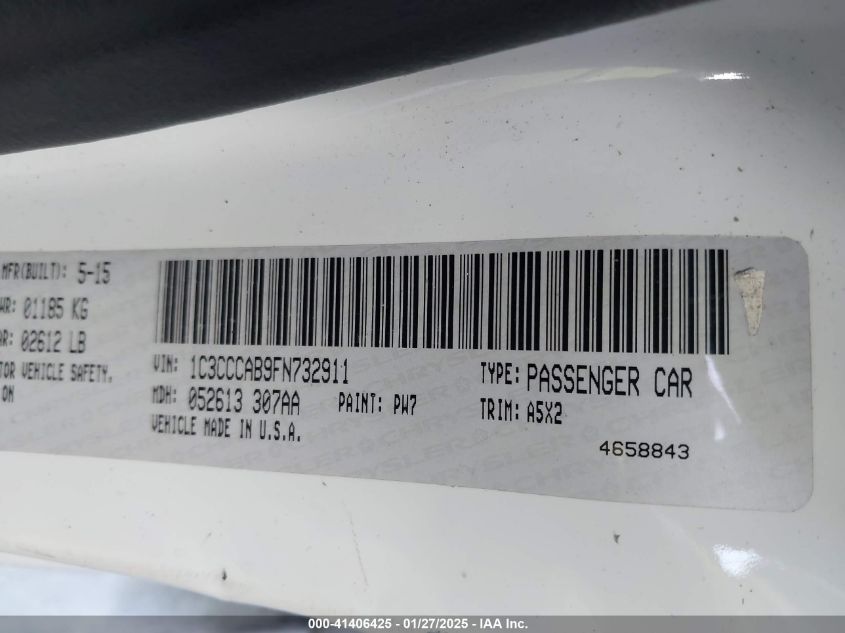 MFR(BUILT): 5-15
WR: 01185 KG
AR: 02612 LB
TOR VEHICLE SAFETY,
ON
VIN: 1C3CCCAB9FN732911
TYPE: PASSENGER CAR
MDH: 052613 307AA
PAINT: PW7
TRIM: A5X2
VEHICLE MADE IN U.S.A.
4658843
CHRYSLER
000-41406425 - 01/27/2025 - IAA Inc.